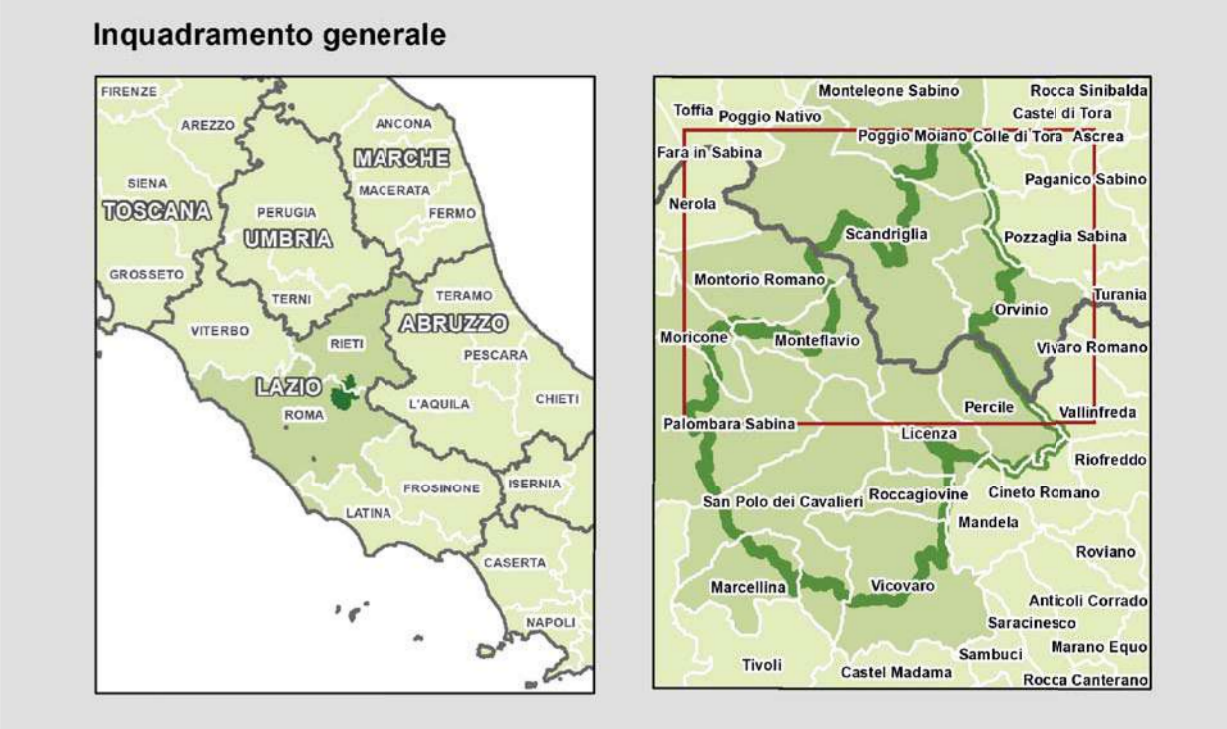 Inquadramento generale
FIRENZE
AREZZO
ANCONA
MARCHE
SIENA
MACERATA
TOSCANA
PERUGIA
FERMO
UMBRIA
GROSSETO
TERNI
TERAMO
VITERBO
ABRUZZO
RIETI
PESCARA
LAZIO
L'AQUILA
CHIETI
ROMA
FROSINONE
ISERNIA
LATINA
CASERTA
NAPOLI
Monteleone Sabino
Rocca Sinibalda
Toffia
Poggio Nativo
Castel di Tora
Poggio Moiano
Colle di Tora
Ascrea
Fara in Sabina
Paganico Sabino
Nerola
Scandriglia
Pozzaglia Sabina
Montorio Romano
Turania
Orvinio
Moricone
Monteflavio
Vivaro Romano
Percile
Vallinfreda
Palombara Sabina
Licenza
Riofreddo
San Polo dei Cavalieri
Roccagiovine
Cineto Romano
Mandela
Roviano
Marcellina
Vicovaro
Anticoli Corrado
Saracinesco
Marano Equo
Sambuci
Tivoli
Castel Madama
Rocca Canterano